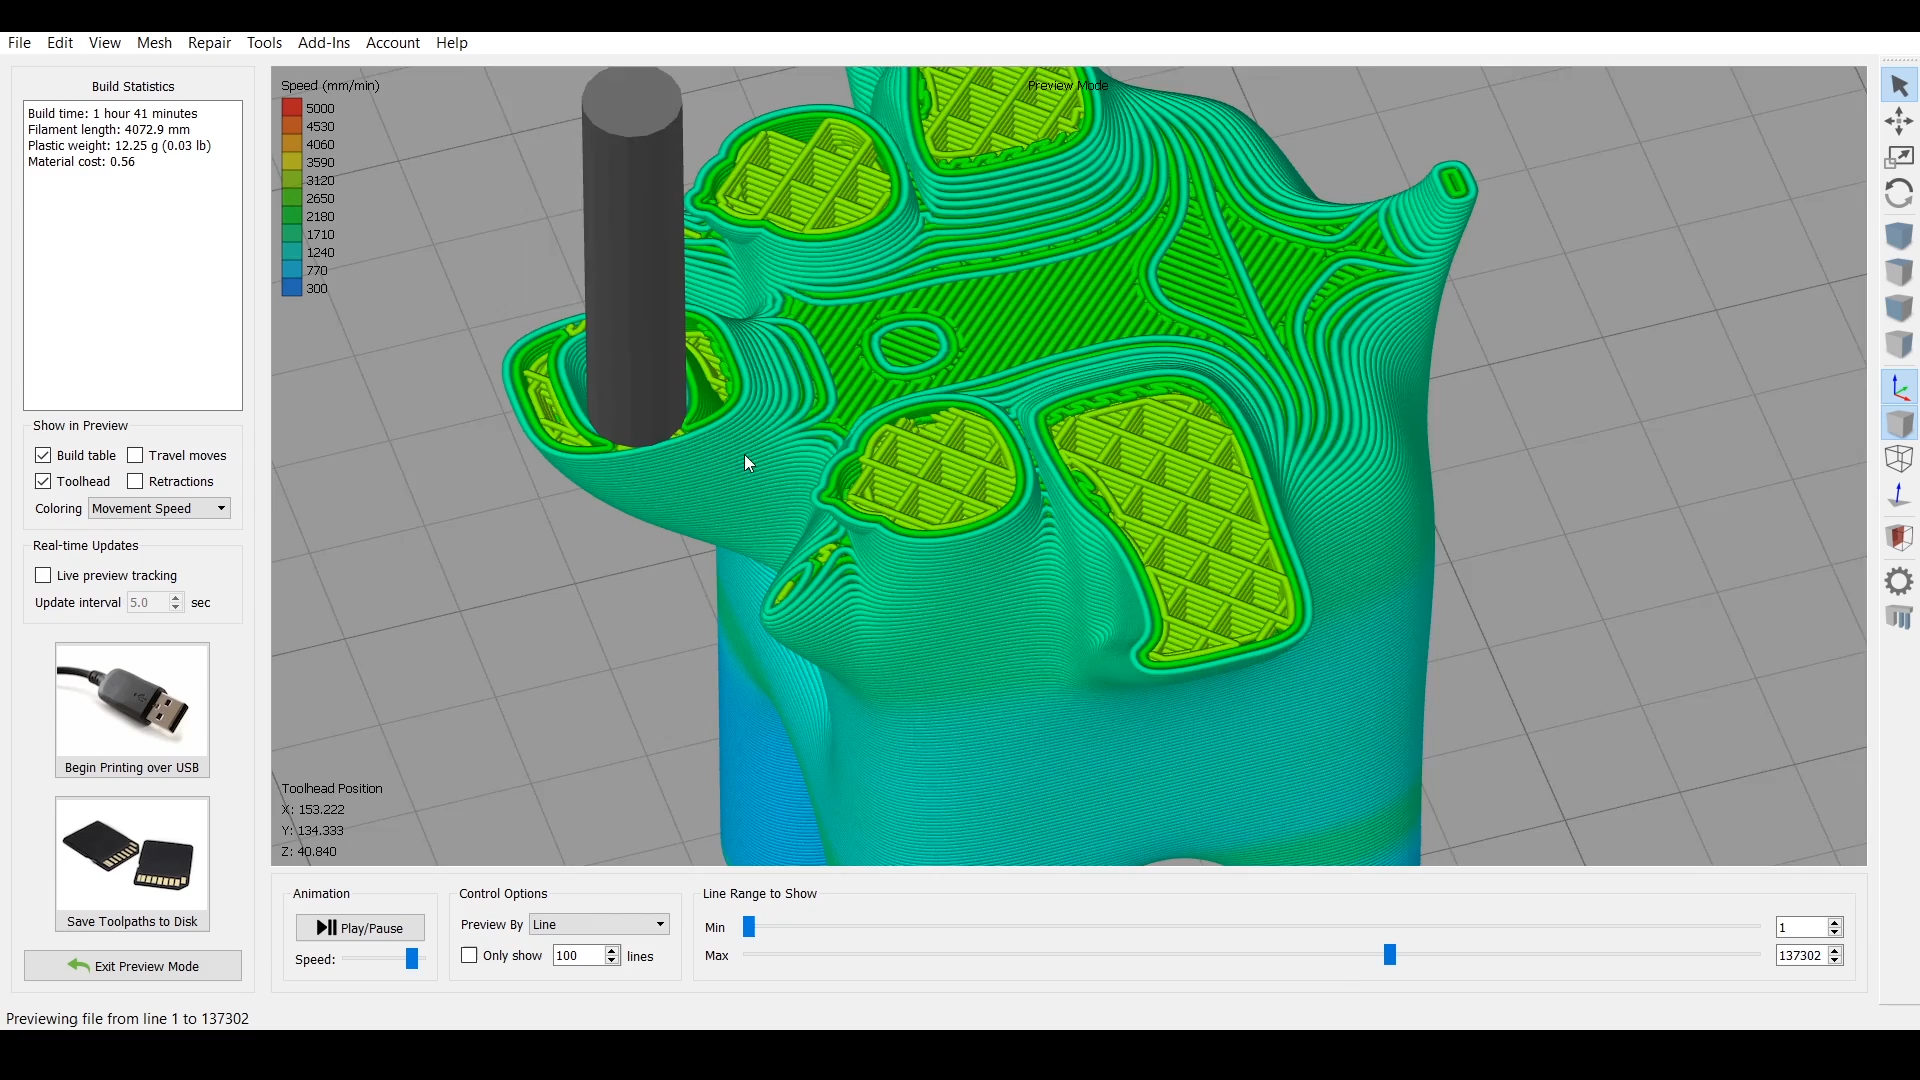 File Edit View Mesh Repair Tools Add-Ins Account Help
Build Statistics
Build time: 1 hour 41 minutes
Filament length: 4072.9 mm
Plastic weight: 12.25 g (0.03 lb)
Material cost: 0.56
Show in Preview
Build table Travel moves
Toolhead Retractions
Coloring Movement Speed
Real-time Updates
Live preview tracking
Update interval 5.0 sec
Begin Printing over USB
Save Toolpaths to Disk
Exit Preview Mode
Speed (mm/min)
5000
4530
4060
3590
3120
2650
2180
1710
1240
770
300
Preview Mode
Toolhead Position
X: 153.222
Y: 134.333
Z: 40.840
Animation
Play/Pause
Speed:
Control Options
Preview By Line
Only show 100 lines
Line Range to Show
Min 1
Max 137302
Previewing file from line 1 to 137302